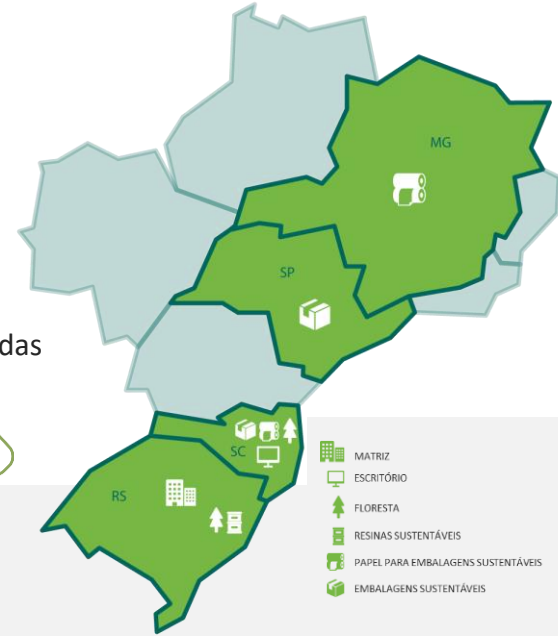 MG
SP
das
SC
RS
MATRIZ
ESCRITÓRIO
FLORESTA
RESINAS SUSTENTÁVEIS
PAPEL PARA EMBALAGENS SUSTENTÁVEIS
EMBALAGENS SUSTENTÁVEIS